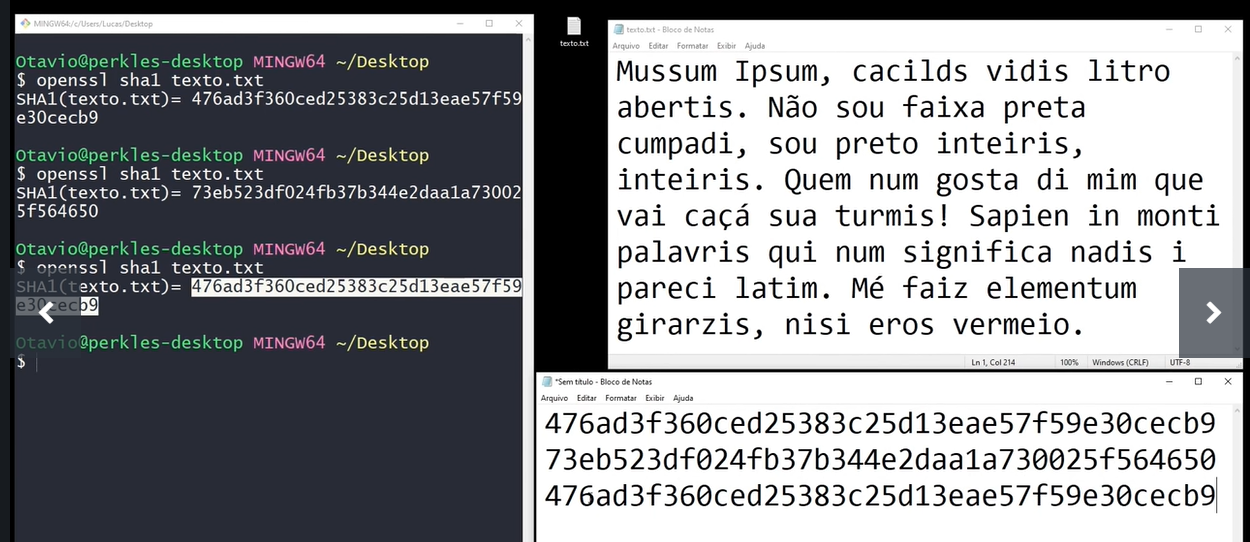 MINGW64:/c/Users/Lucas/Desktop
Otavio@perkles-desktop MINGW64 ~/Desktop
$ openssl sha1 texto.txt
SHA1(texto.txt)= 476ad3f360ced25383c25d13eae57f59
e30cecb9
Otavio@perkles-desktop MINGW64 ~/Desktop
$ openssl sha1 texto.txt
SHA1(texto.txt)= 73eb523df024fb37b344e2daa1a73002
5f564650
Otavio@perkles-desktop MINGW64 ~/Desktop
$ openssl sha1 texto.txt
SHA1(texto.txt)= 476ad3f360ced25383c25d13eae57f59
e30cecb9
Otavio@perkles-desktop MINGW64 ~/Desktop
$
texto.txt
texto.txt - Bloco de Notas
Arquivo Editar Formatar Exibir Ajuda
Mussum Ipsum, cacilds vidis litro
abertis. Não sou faixa preta
cumpadi, sou preto inteiris,
inteiris. Quem num gosta di mim que
vai caçá sua turmis! Sapien in monti
palavris qui num significa nadis i
pareci latim. Mé faiz elementum
girarzis, nisi eros vermeio.
Ln 1, Col 214 100% Windows (CRLF) UTF-8
*Sem título - Bloco de Notas
Arquivo Editar Formatar Exibir Ajuda
476ad3f360ced25383c25d13eae57f59e30cecb9
73eb523df024fb37b344e2daa1a730025f564650
476ad3f360ced25383c25d13eae57f59e30cecb9